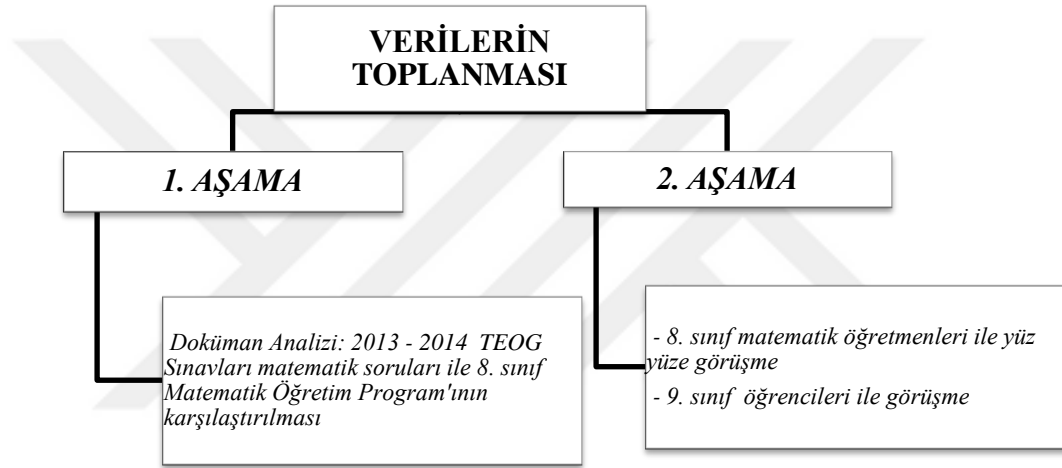 VERİLERİN
TOPLANMASI
1. AŞAMA
2. AŞAMA
Doküman Analizi: 2013 - 2014 TEOG
Sınavları matematik soruları ile 8. sınıf
Matematik Öğretim Program'ının
karşılaştırılması
- 8. sınıf matematik öğretmenleri ile yüz
yüze görüşme
- 9. sınıf öğrencileri ile görüşme